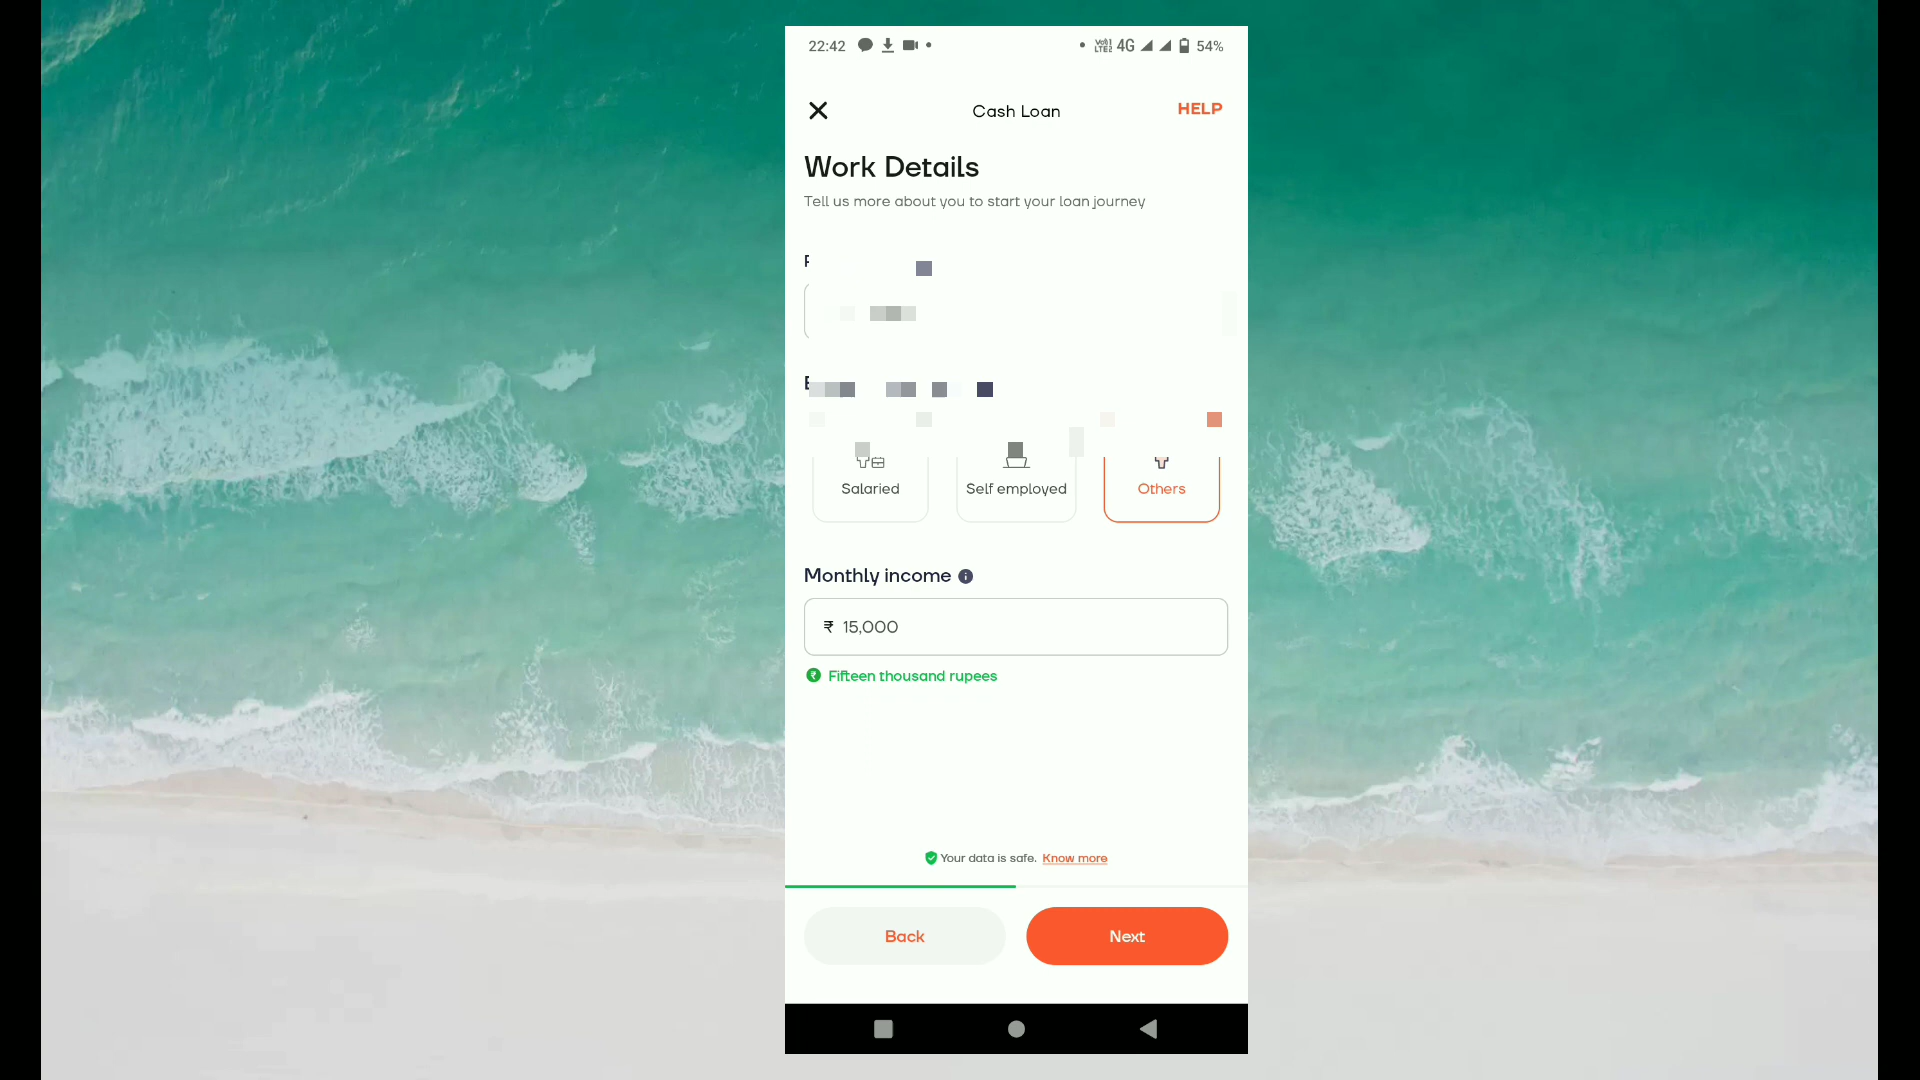 22:42
4G
54%
Cash Loan
HELP
Work Details
Tell us more about you to start your loan journey
Salaried
Self employed
Others
Monthly income
₹ 15,000
Fifteen thousand rupees
Your data is safe. Know more
Back
Next